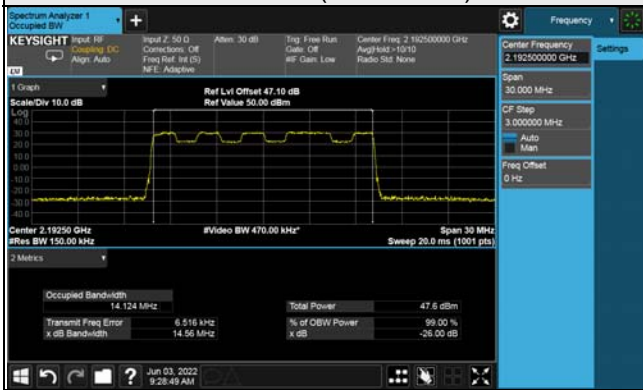 Spectrum Analyzer 1
Occupied BW
+
Frequency
KEYSIGHT
Input: RF
Coupling: DC
Align: Auto
Input Z: 50 Ω
Corrections: Off
Freq Ref: Int (S)
NFE: Adaptive
Atten: 30 dB
Trig: Free Run
Gate: Off
#IF Gain: Low
Center Freq: 2.192500000 GHz
Avg|Hold:>10/10
Radio Std: None
Center Frequency
2.192500000 GHz
Settings
Span
30.000 MHz
CF Step
3.000000 MHz
Auto
Man
Freq Offset
0 Hz
1 Graph
Scale/Div 10.0 dB
Ref Lvl Offset 47.10 dB
Ref Value 50.00 dBm
Log
40.0
30.0
20.0
10.0
0.00
-10.0
-20.0
-30.0
-40.0
Center 2.19250 GHz
#Res BW 150.00 kHz
#Video BW 470.00 kHz*
Span 30 MHz
Sweep 20.0 ms (1001 pts)
2 Metrics
Occupied Bandwidth
14.124 MHz
Total Power 47.6 dBm
Transmit Freq Error 6.516 kHz
% of OBW Power 99.00 %
x dB Bandwidth 14.56 MHz
x dB -26.00 dB
?
Jun 03, 2022
9:28:49 AM